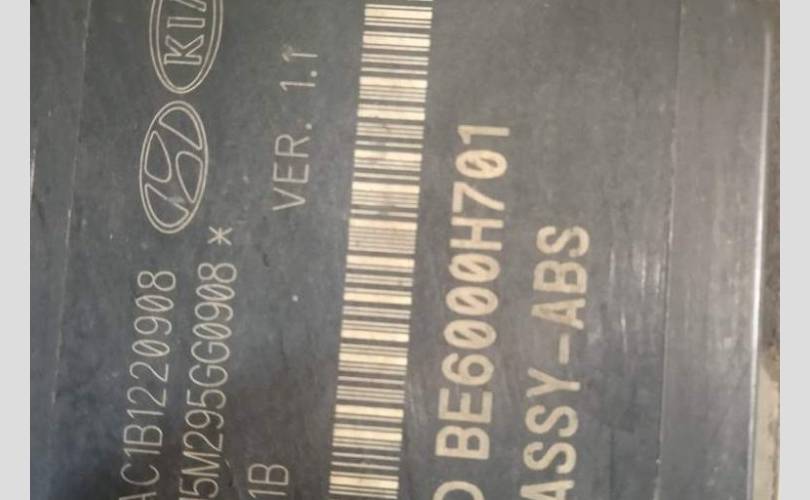 KIA
AC1B1220908
5M295GG0908 *
1B VER. 1.1
BE6000H701
ASSY-ABS